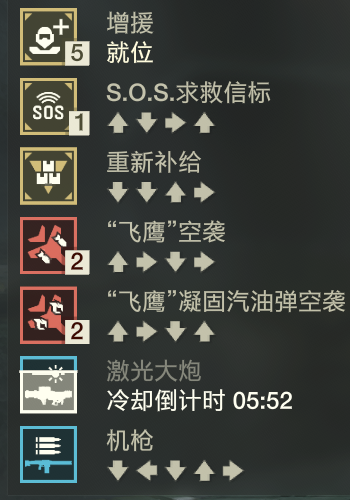 增援
5
就位
SOS
S.O.S.求救信标
1
重新补给
“飞鹰”空袭
2
“飞鹰”凝固汽油弹空袭
2
激光大炮
冷却倒计时 05:52
机枪